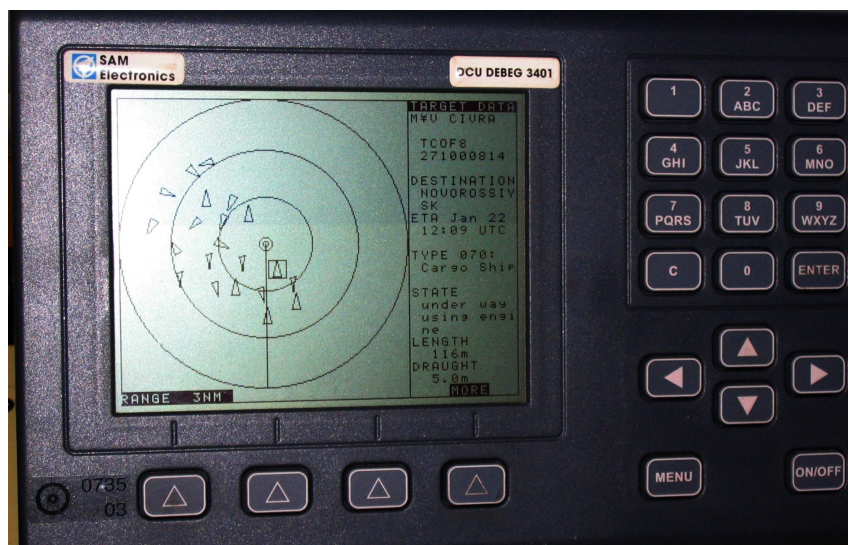 SAM
Electronics
DCU DEBEG 3401
TARGET DATA
M¥V CIVRA
TCOF8
271000814
DESTINATION
NOVOROSSIY
SK
ETA Jan 22
12:09 UTC
TYPE 070:
Cargo Ship
STATE
under way
using engi
ne
LENGTH
116m
DRAUGHT
5.0m
MORE
RANGE 3NM
1
2
ABC
3
DEF
4
GHI
5
JKL
6
MNO
7
PQRS
8
TUV
9
WXYZ
C
0
ENTER
MENU
ON/OFF
0735
03